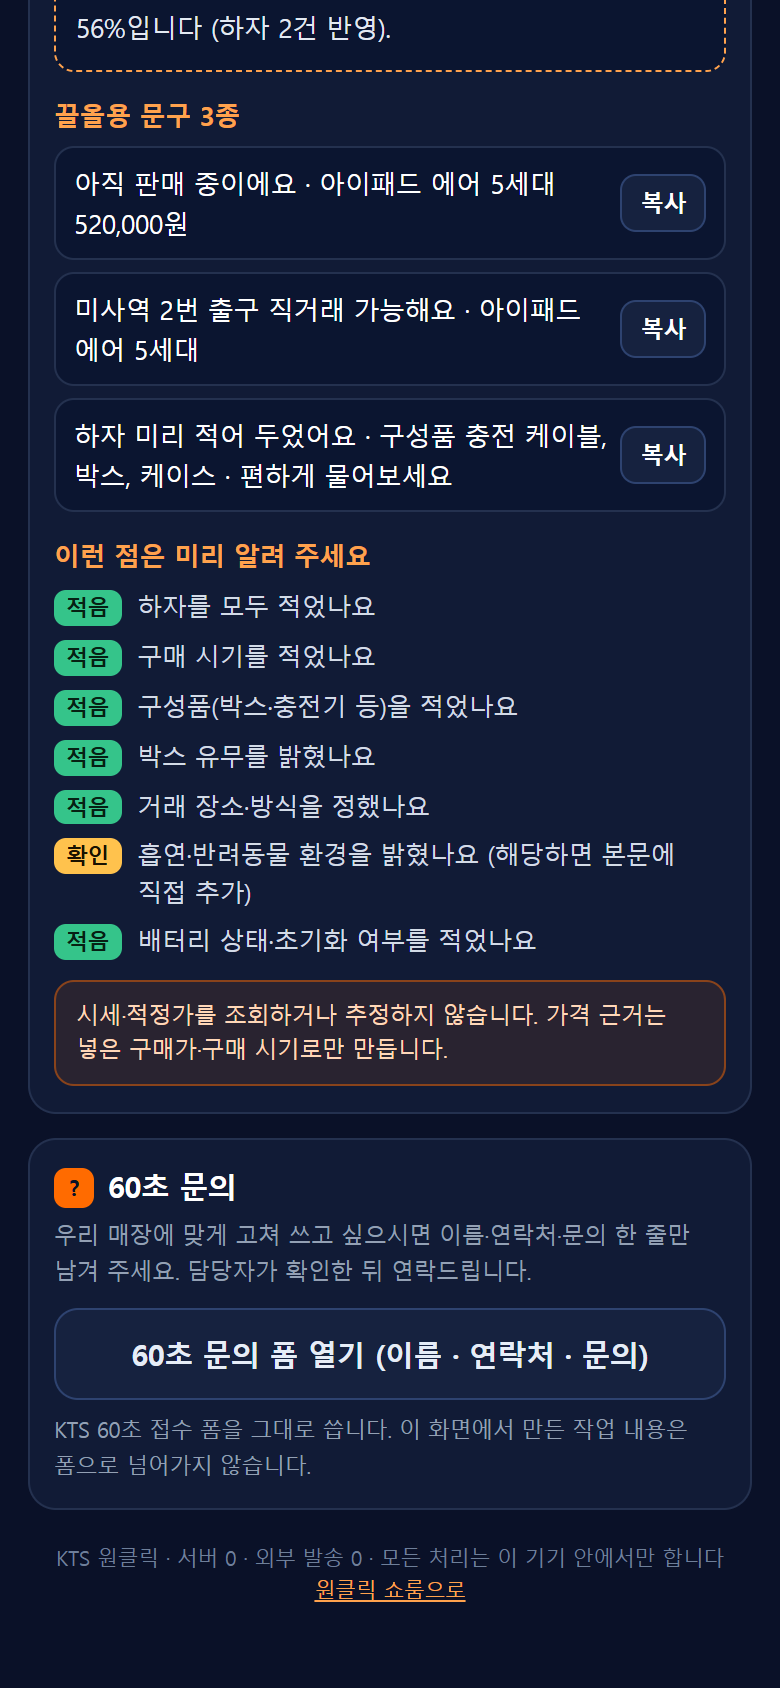 56%입니다 (하자 2건 반영).
끌올용 문구 3종
아직 판매 중이에요 · 아이패드 에어 5세대
520,000원
복사
미사역 2번 출구 직거래 가능해요 · 아이패드
에어 5세대
복사
하자 미리 적어 두었어요 · 구성품 충전 케이블,
박스, 케이스 · 편하게 물어보세요
복사
이런 점은 미리 알려 주세요
적음 하자를 모두 적었나요
적음 구매 시기를 적었나요
적음 구성품(박스·충전기 등)을 적었나요
적음 박스 유무를 밝혔나요
적음 거래 장소·방식을 정했나요
확인 흡연·반려동물 환경을 밝혔나요 (해당하면 본문에
직접 추가)
적음 배터리 상태·초기화 여부를 적었나요
시세·적정가를 조회하거나 추정하지 않습니다. 가격 근거는
넣은 구매가·구매 시기로만 만듭니다.
? 60초 문의
우리 매장에 맞게 고쳐 쓰고 싶으시면 이름·연락처·문의 한 줄만
남겨 주세요. 담당자가 확인한 뒤 연락드립니다.
60초 문의 폼 열기 (이름 · 연락처 · 문의)
KTS 60초 접수 폼을 그대로 씁니다. 이 화면에서 만든 작업 내용은
폼으로 넘어가지 않습니다.
KTS 원클릭 · 서버 0 · 외부 발송 0 · 모든 처리는 이 기기 안에서만 합니다
원클릭 쇼룸으로